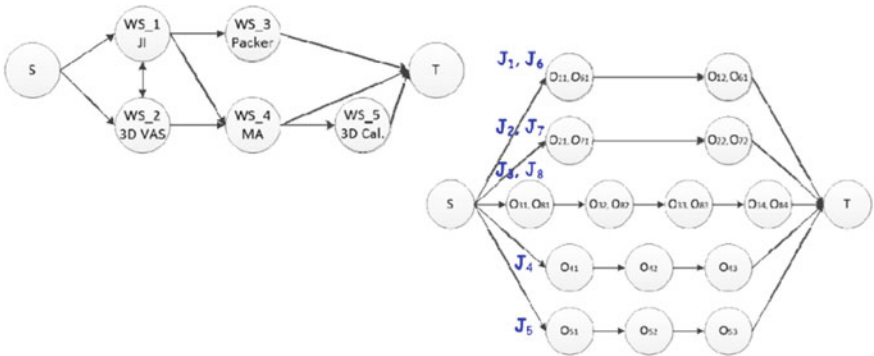 S
WS_1
JI
WS_3
Packer
T
WS_2
3D VAS
WS_4
MA
WS_5
3D Cal.
J₁, J₆
O₁₁, O₆₁
O₁₂, O₆₁
J₂, J₇
O₂₁, O₇₁
O₂₂, O₇₂
J₃, J₈
S
O₃₁, O₈₁
O₃₂, O₈₂
O₃₃, O₈₃
O₃₄, O₈₄
T
J₄
O₄₁
O₄₂
O₄₃
J₅
O₅₁
O₅₂
O₅₃